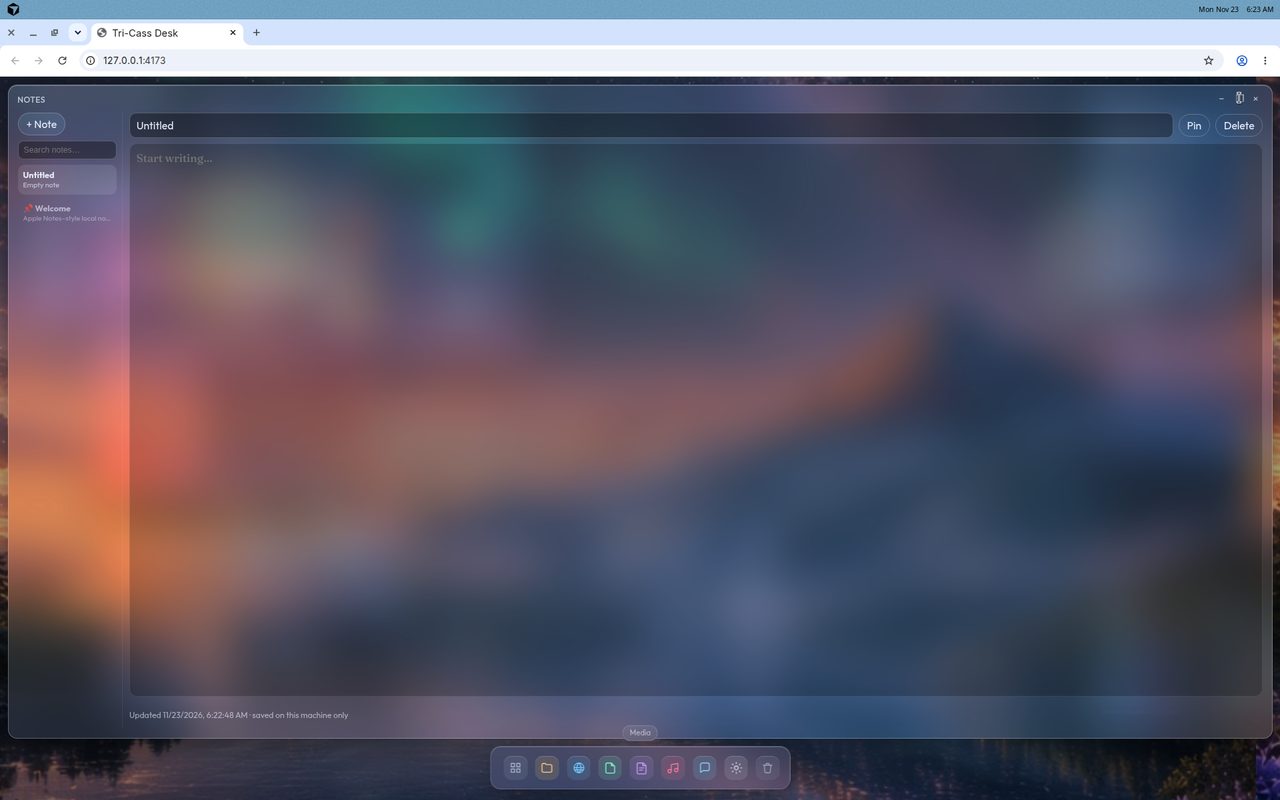 Mon Nov 23 6:23 AM
Tri-Cass Desk
127.0.0.1:4173
NOTES
+ Note
Untitled
Pin
Delete
Search notes...
Start writing...
Untitled
Empty note
Welcome
Apple Notes-style local no...
Updated 11/23/2026, 6:22:48 AM · saved on this machine only
Media